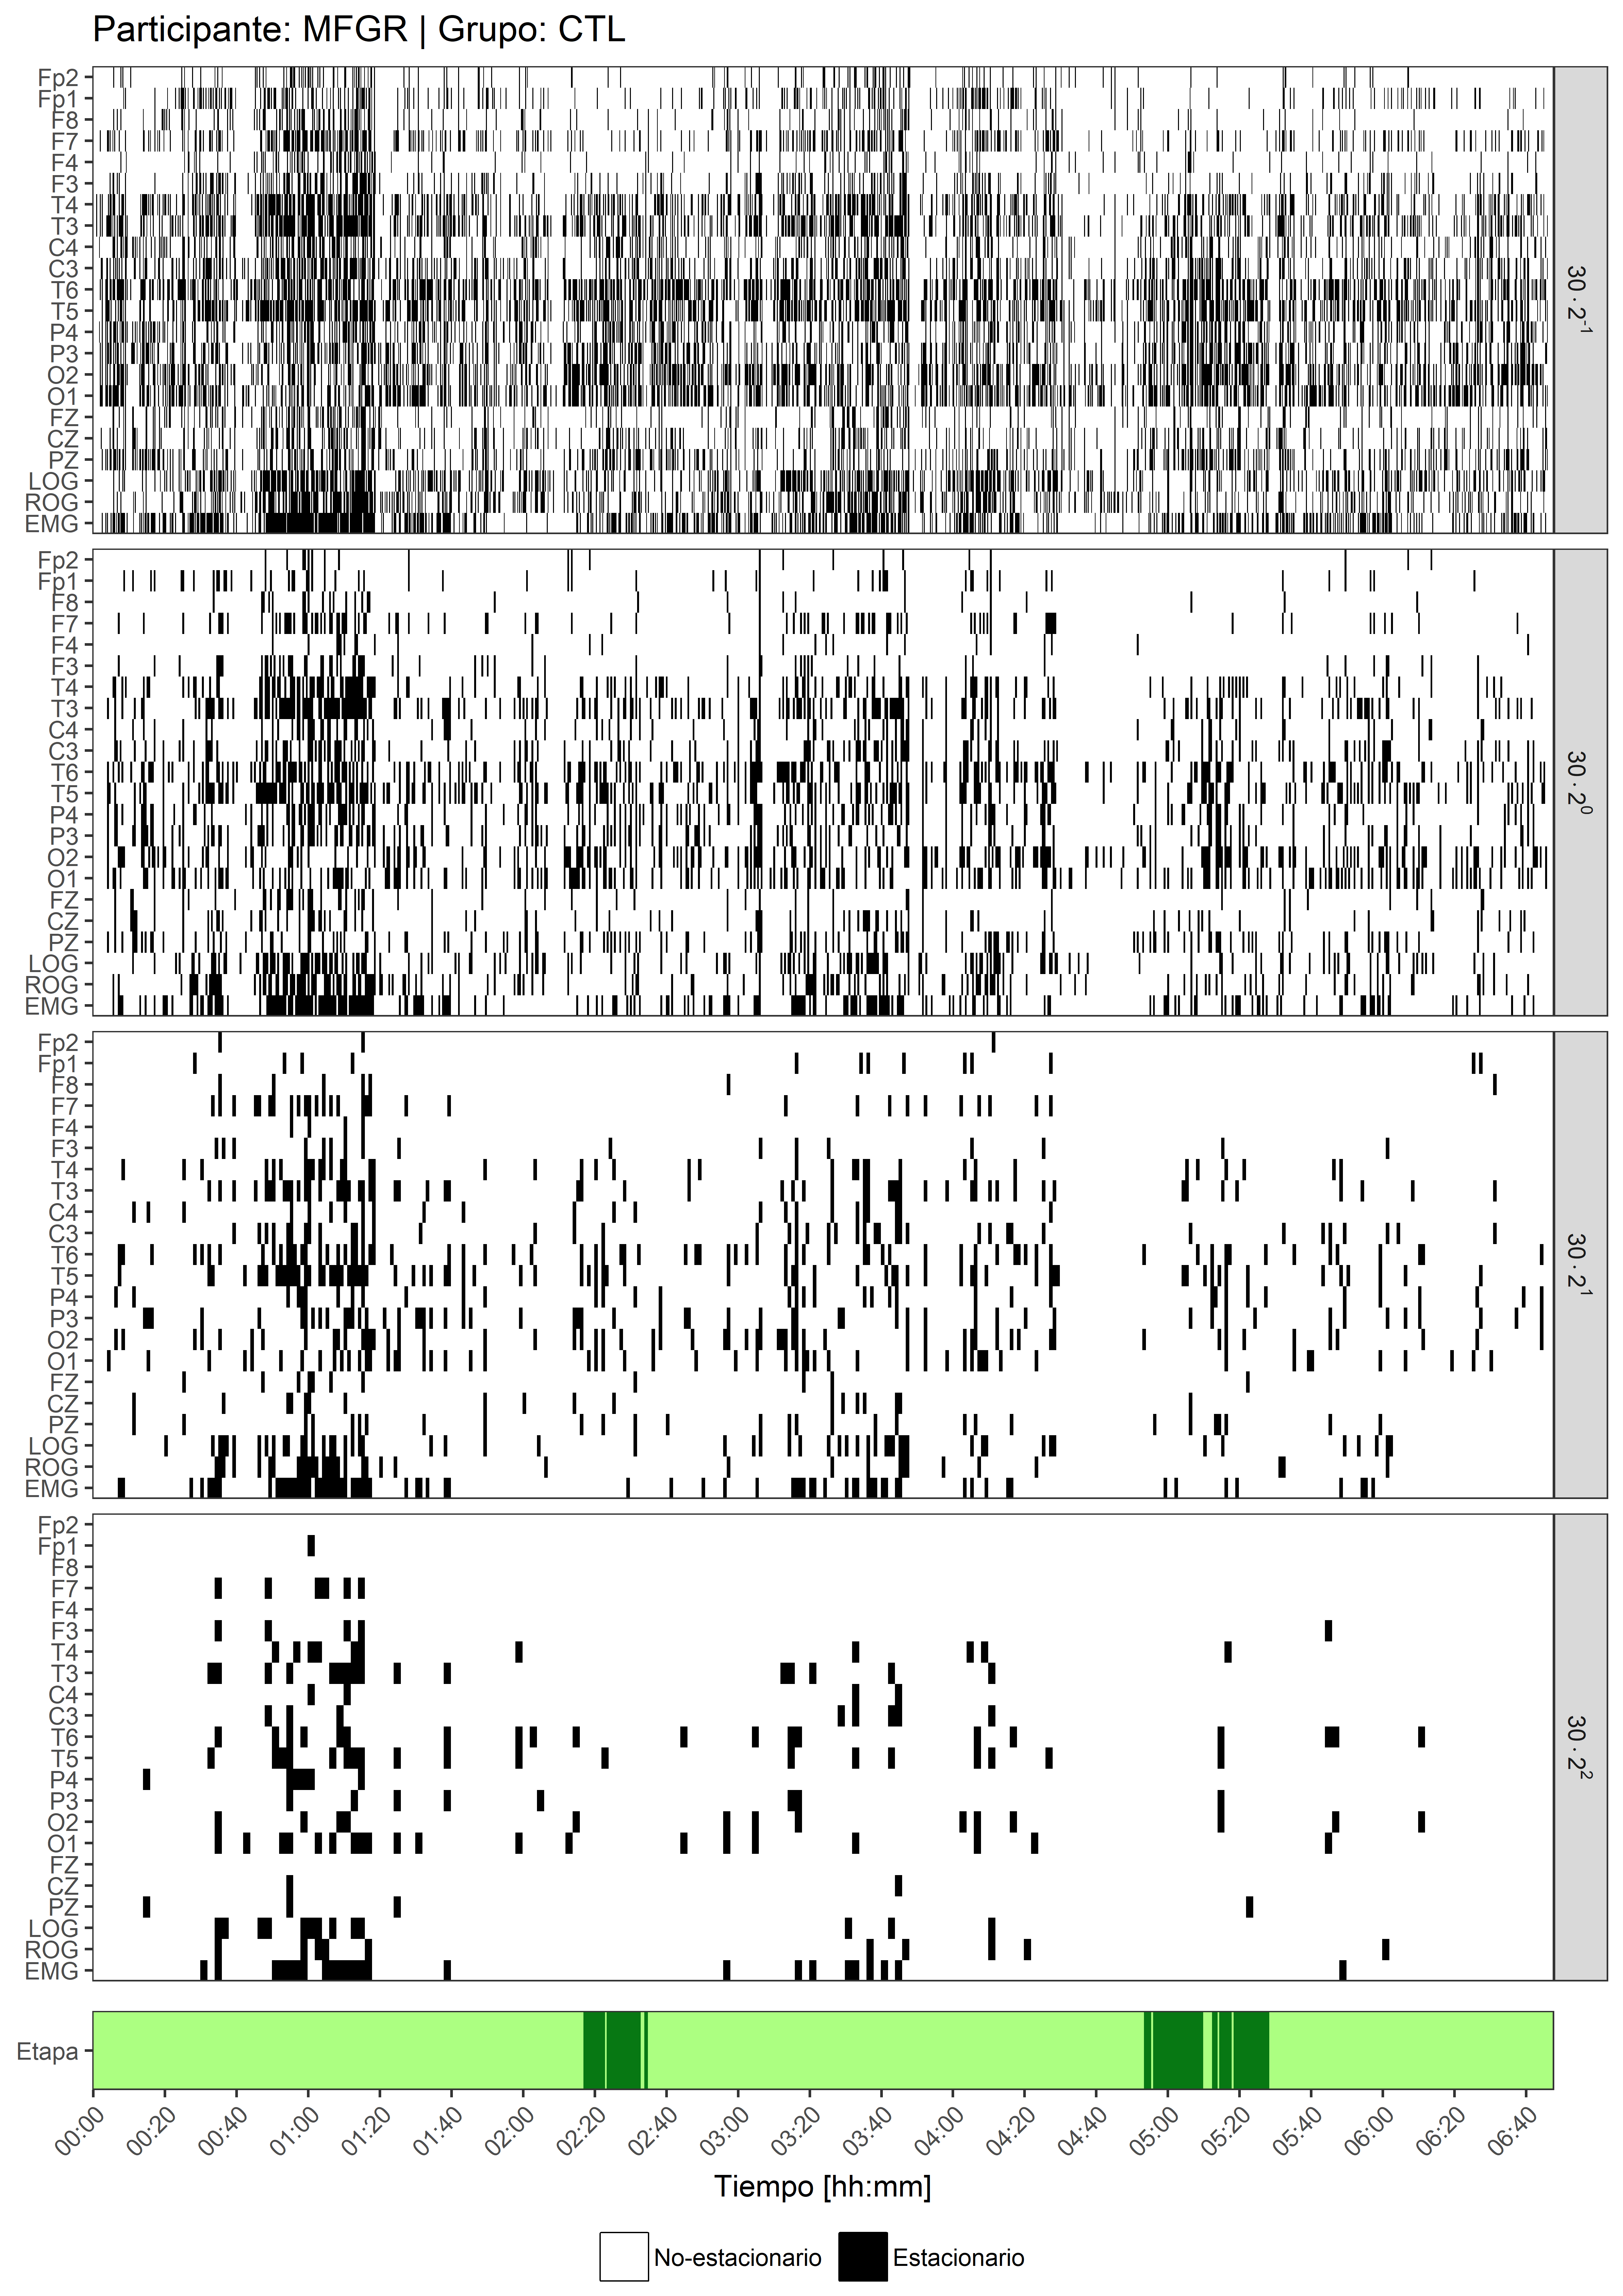 Participante: MFGR | Grupo: CTL
Fp2
Fp1
F8
F7
F4
F3
T4
T3
C4
C3
T6
T5
P4
P3
O2
O1
FZ
CZ
PZ
LOG
ROG
EMG
30 · 2⁻¹
Fp2
Fp1
F8
F7
F4
F3
T4
T3
C4
C3
T6
T5
P4
P3
O2
O1
FZ
CZ
PZ
LOG
ROG
EMG
30 · 2⁰
Fp2
Fp1
F8
F7
F4
F3
T4
T3
C4
C3
T6
T5
P4
P3
O2
O1
FZ
CZ
PZ
LOG
ROG
EMG
30 · 2¹
Fp2
Fp1
F8
F7
F4
F3
T4
T3
C4
C3
T6
T5
P4
P3
O2
O1
FZ
CZ
PZ
LOG
ROG
EMG
30 · 2²
Etapa
00:00 00:20 00:40 01:00 01:20 01:40 02:00 02:20 02:40 03:00 03:20 03:40 04:00 04:20 04:40 05:00 05:20 05:40 06:00 06:20 06:40
Tiempo [hh:mm]
No-estacionario Estacionario